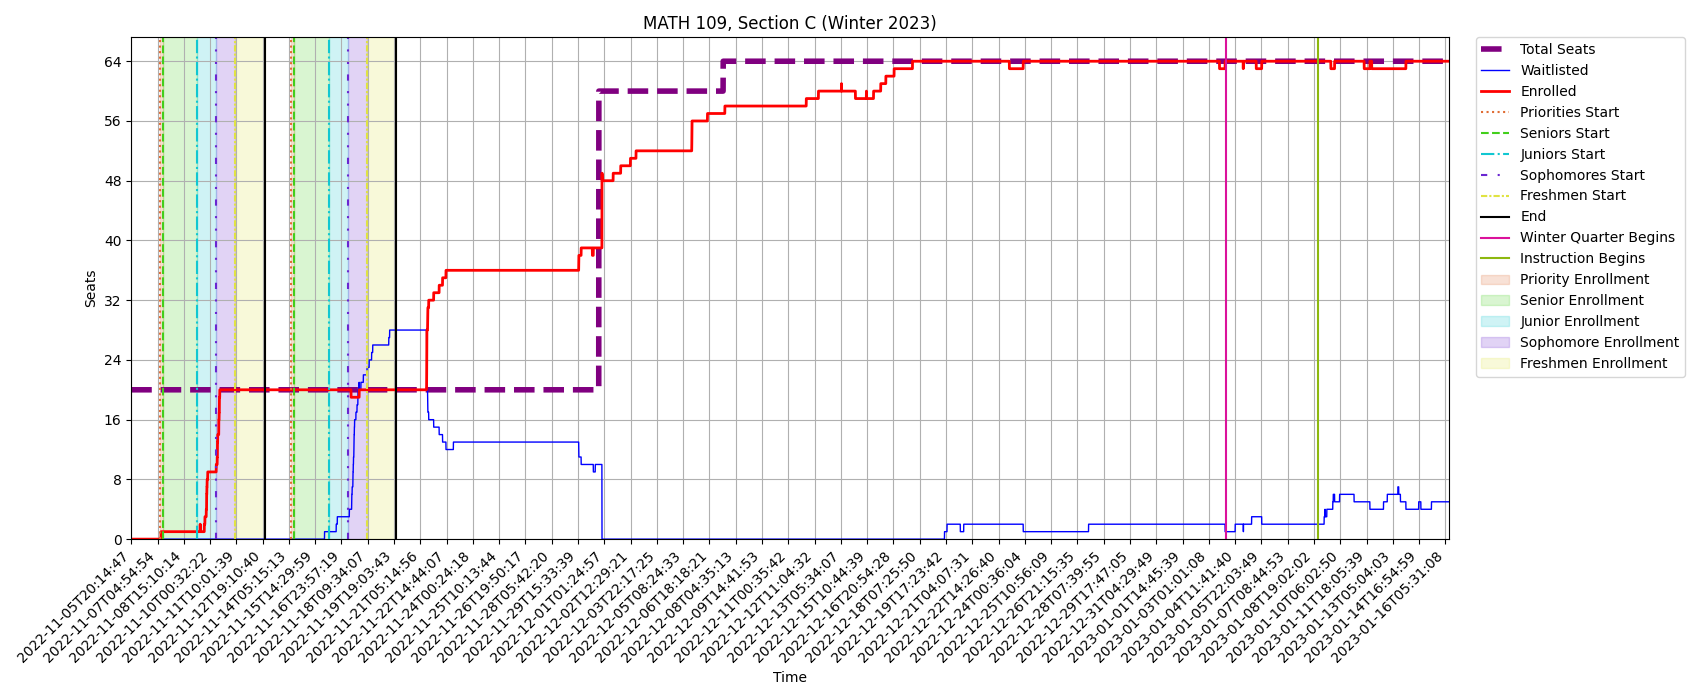 MATH 109, Section C (Winter 2023)
Seats
64
56
48
40
32
24
16
8
0
2022-11-05T20:14:47
2022-11-07T04:54:54
2022-11-08T15:10:14
2022-11-10T00:32:22
2022-11-11T10:01:39
2022-11-12T19:10:40
2022-11-14T05:15:13
2022-11-15T14:29:59
2022-11-16T23:57:19
2022-11-18T09:34:07
2022-11-19T19:03:43
2022-11-21T05:14:56
2022-11-22T14:44:07
2022-11-24T00:24:18
2022-11-25T10:13:44
2022-11-26T19:50:17
2022-11-28T05:42:20
2022-11-29T15:33:39
2022-12-01T01:24:57
2022-12-02T12:29:21
2022-12-03T22:17:25
2022-12-05T08:24:33
2022-12-06T18:18:21
2022-12-08T04:35:13
2022-12-09T14:41:53
2022-12-11T00:35:42
2022-12-12T11:04:32
2022-12-13T05:34:07
2022-12-15T10:44:39
2022-12-16T07:25:50
2022-12-19T17:23:42
2022-12-21T04:07:31
2022-12-22T14:26:40
2022-12-24T00:36:04
2022-12-25T10:56:09
2022-12-26T21:15:35
2022-12-28T07:39:55
2022-12-29T17:47:05
2022-12-31T04:29:49
2023-01-01T14:45:39
2023-01-03T01:01:08
2023-01-04T11:41:40
2023-01-05T22:03:49
2023-01-07T08:44:53
2023-01-08T19:02:02
2023-01-10T06:02:50
2023-01-11T18:05:39
2023-01-13T05:04:03
2023-01-14T16:54:59
2023-01-16T05:31:08
Time
Total Seats
Waitlisted
Enrolled
Priorities Start
Seniors Start
Juniors Start
Sophomores Start
Freshmen Start
End
Winter Quarter Begins
Instruction Begins
Priority Enrollment
Senior Enrollment
Junior Enrollment
Sophomore Enrollment
Freshmen Enrollment